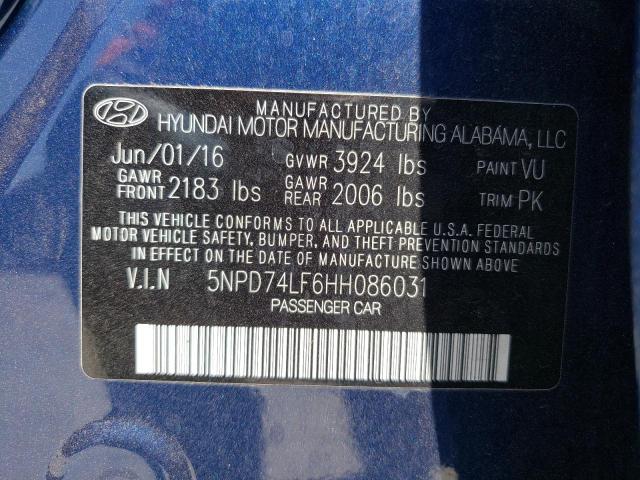 MANUFACTURED BY
HYUNDAI MOTOR MANUFACTURING ALABAMA, LLC
Jun/01/16 GVWR 3924 lbs PAINT VU
GAWR FRONT 2183 lbs GAWR REAR 2006 lbs TRIM PK
THIS VEHICLE CONFORMS TO ALL APPLICABLE U.S.A. FEDERAL
MOTOR VEHICLE SAFETY, BUMPER, AND THEFT PREVENTION STANDARDS
IN EFFECT ON THE DATE OF MANUFACTURE SHOWN ABOVE.
V.I.N 5NPD74LF6HH086031
PASSENGER CAR